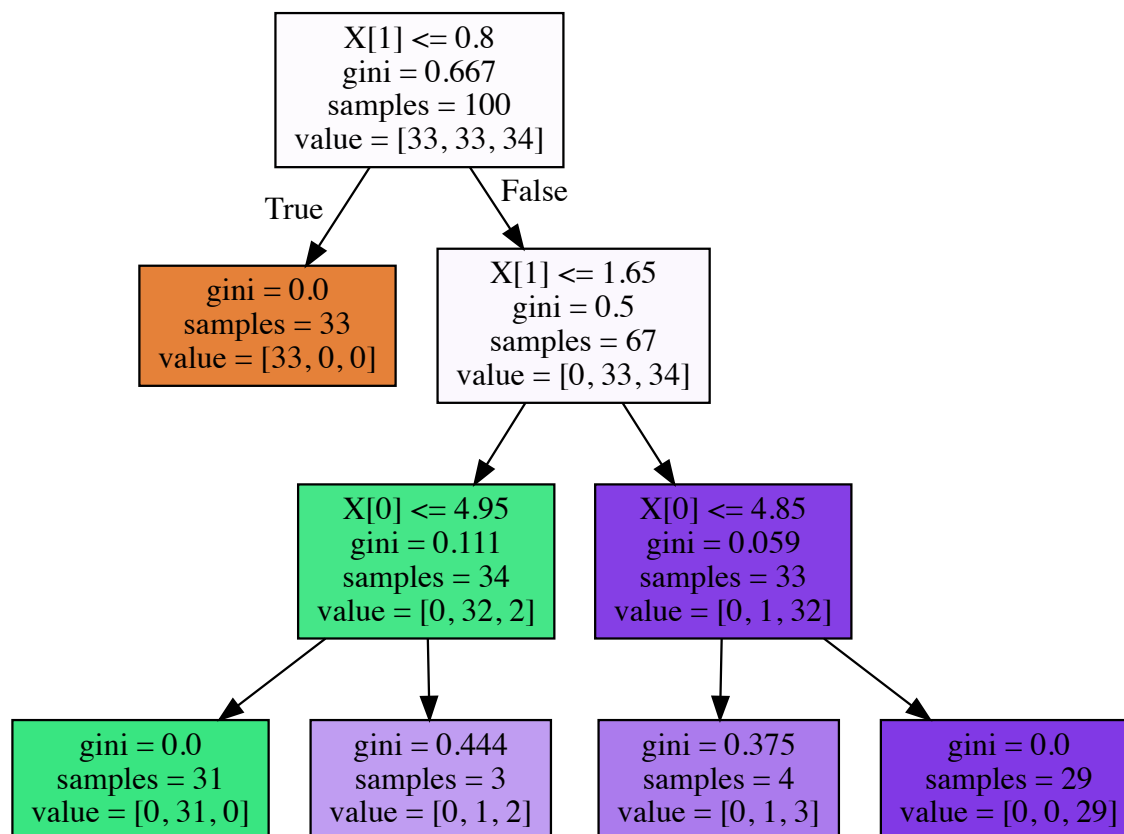 X[1] <= 0.8
gini = 0.667
samples = 100
value = [33, 33, 34]
True
False
gini = 0.0
samples = 33
value = [33, 0, 0]
X[1] <= 1.65
gini = 0.5
samples = 67
value = [0, 33, 34]
X[0] <= 4.95
gini = 0.111
samples = 34
value = [0, 32, 2]
X[0] <= 4.85
gini = 0.059
samples = 33
value = [0, 1, 32]
gini = 0.0
samples = 31
value = [0, 31, 0]
gini = 0.444
samples = 3
value = [0, 1, 2]
gini = 0.375
samples = 4
value = [0, 1, 3]
gini = 0.0
samples = 29
value = [0, 0, 29]